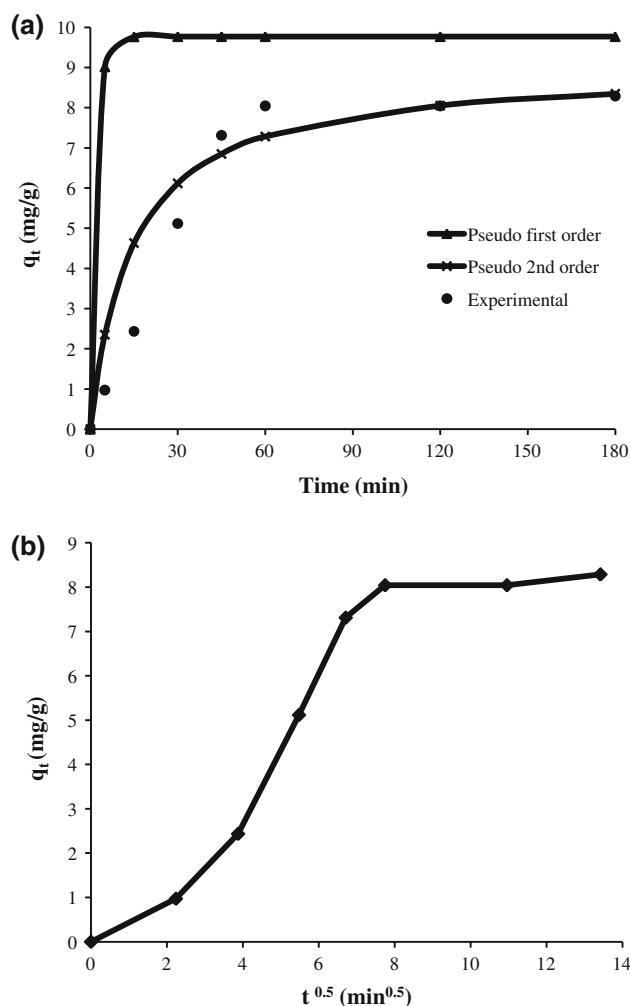 (a)
10
9
8
7
6
5
4
3
2
1
0
qt (mg/g)
Pseudo first order
Pseudo 2nd order
Experimental
0 30 60 90 120 150 180
Time (min)
(b)
9
8
7
6
5
4
3
2
1
0
qt (mg/g)
0 2 4 6 8 10 12 14
t 0.5 (min0.5)